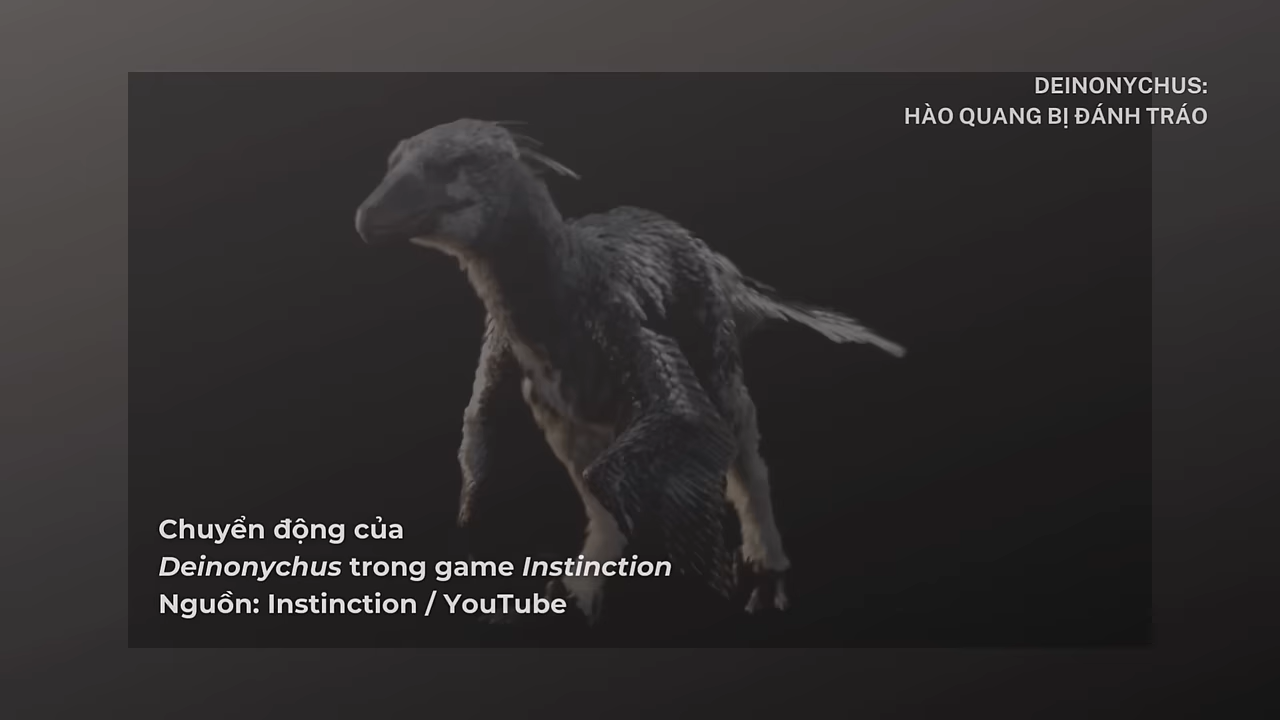 DEINONYCHUS:
HÀO QUANG BỊ ĐÁNH TRÁO
Chuyển động của
Deinonychus trong game Instinction
Nguồn: Instinction / YouTube